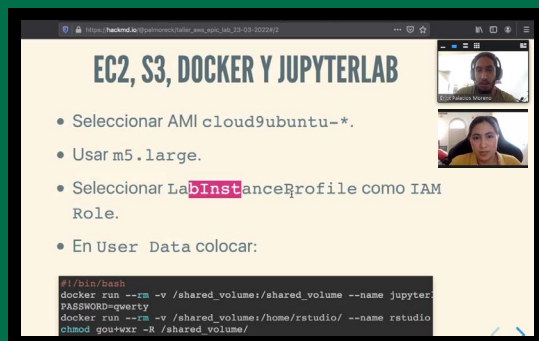 https://hackmd.io/@palmoreck/taller_aws_epic_lab_23-03-2022#/2
EC2, S3, DOCKER Y JUPYTERLAB
• Seleccionar AMI cloud9ubuntu-*.
• Usar m5.large.
• Seleccionar LabInstanceProfile como IAM
Role.
• En User Data colocar:
#!/bin/bash
docker run --rm -v /shared_volume:/shared_volume --name jupyterl
PASSWORD=qwerty
docker run --rm -v /shared_volume:/home/rstudio/ --name rstudio
chmod gou+wxr -R /shared_volume/
Palacios Moreno